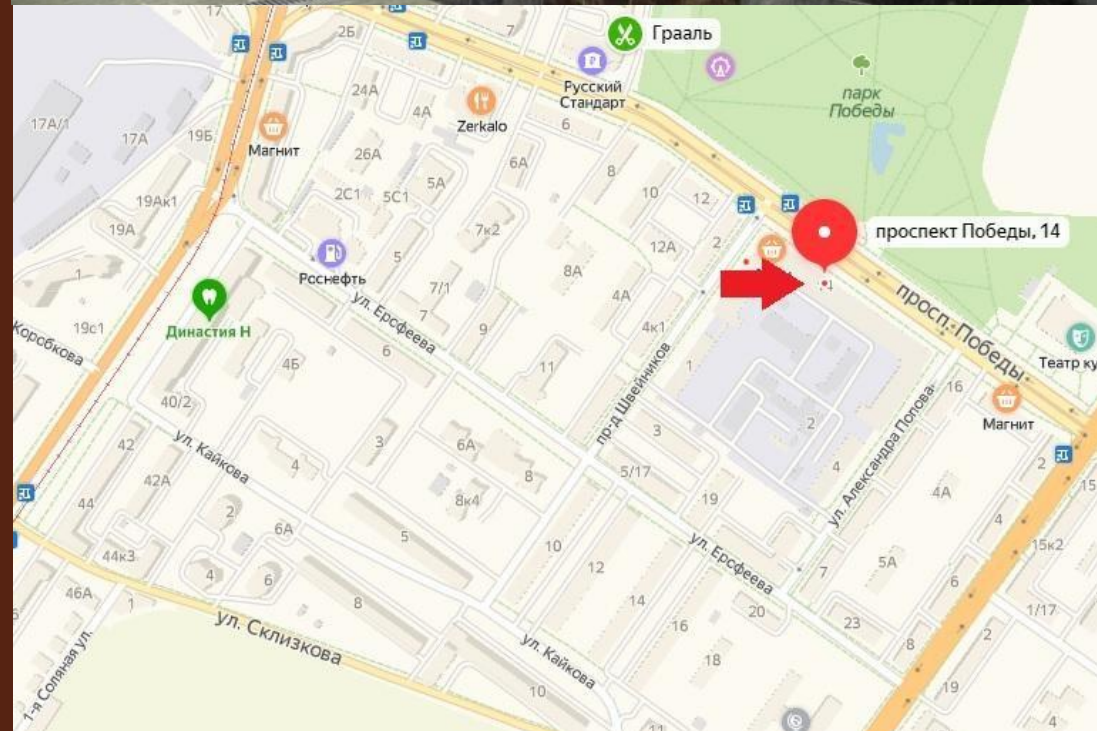 17
2Б
7
Грааль
Русский
Стандарт
парк
Победы
24А
4А
Zerkalo
6
17А/1
17А
19Б
Магнит
26А
6А
8
2С1
5С1
5А
10
12
19Ак1
19А
7к2
12А
2
проспект Победы, 14
1
Роснефть
5
8А
4А
7/1
просп. Победы
Династия Н
ул. Ерсфеева
7
9
4к1
19с1
Коробкова
6
11
1
Театр ку
4Б
пр-д Швейников
16
Магнит
40/2
ул. Александра Попова
2
42
ул. Кайкова
3
6А
3
4
2
4
8
5/17
42А
8к4
19
4А
15
44
2
6А
5
4
10
ул. Ерсфеева
15к2
44к3
12
7
5А
4
6
6
46А
1
8
14
20
1/17
ул. Склизкова
16
23
8
2
1-я Соляная ул.
ул. Кайкова
18
19
10
4
11